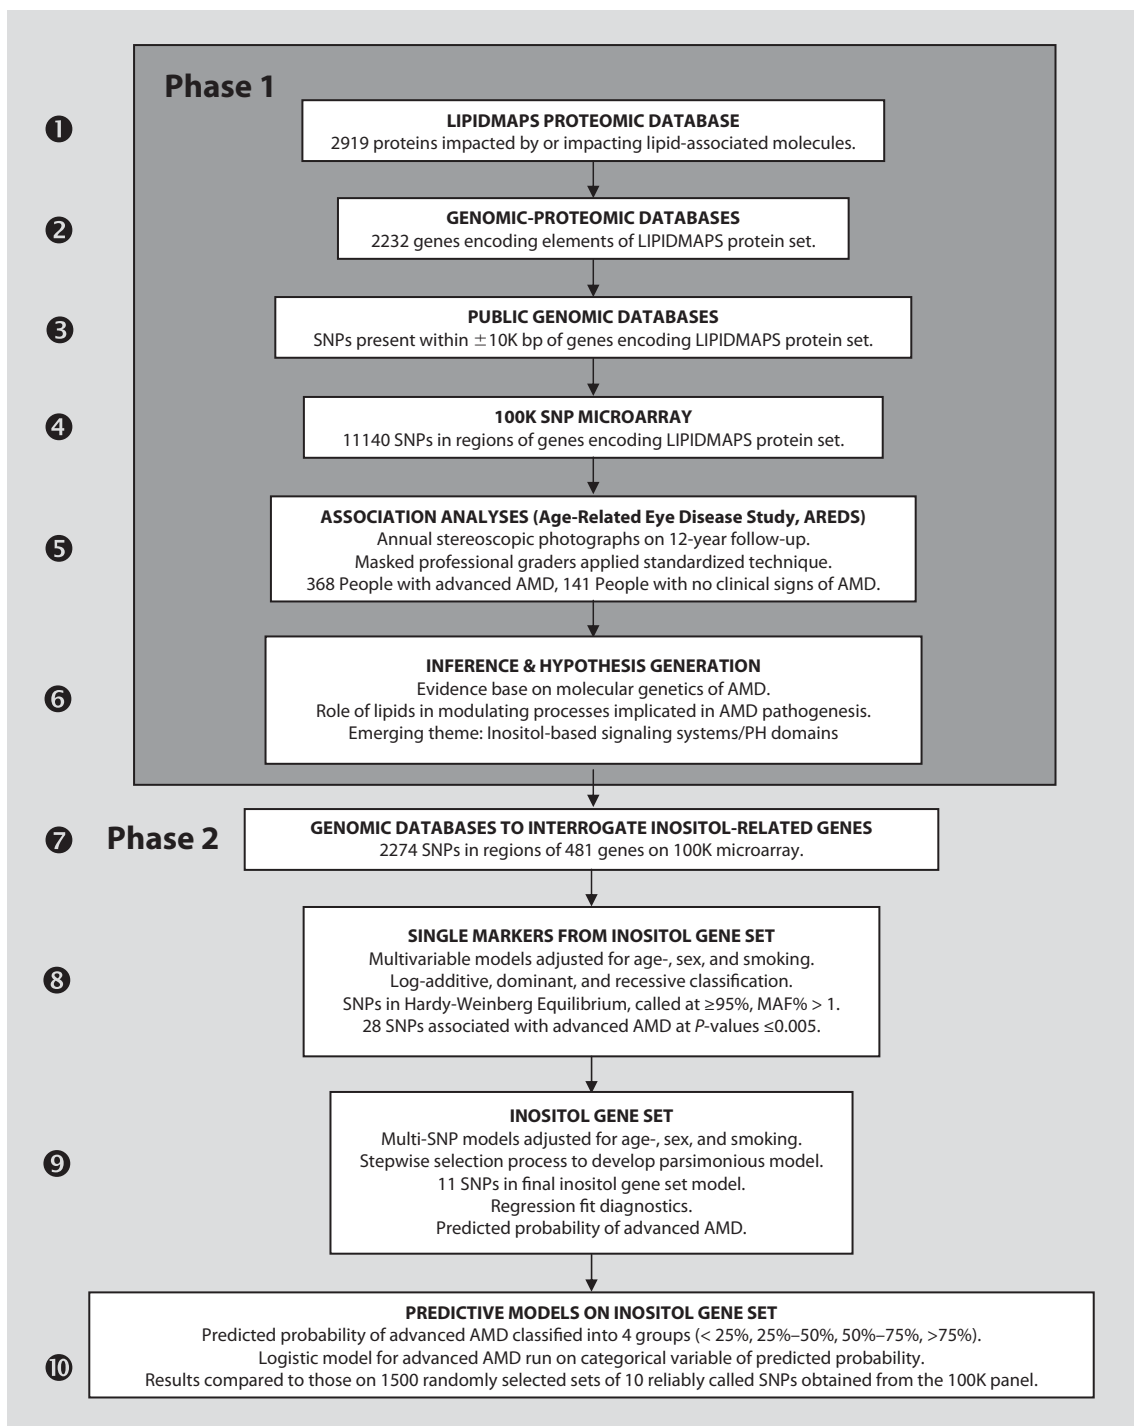 Phase 1
❶
LIPIDMAPS PROTEOMIC DATABASE
2919 proteins impacted by or impacting lipid-associated molecules.
❷
GENOMIC-PROTEOMIC DATABASES
2232 genes encoding elements of LIPIDMAPS protein set.
❸
PUBLIC GENOMIC DATABASES
SNPs present within ±10K bp of genes encoding LIPIDMAPS protein set.
❹
100K SNP MICROARRAY
11140 SNPs in regions of genes encoding LIPIDMAPS protein set.
❺
ASSOCIATION ANALYSES (Age-Related Eye Disease Study, AREDS)
Annual stereoscopic photographs on 12-year follow-up.
Masked professional graders applied standardized technique.
368 People with advanced AMD, 141 People with no clinical signs of AMD.
❻
INFERENCE & HYPOTHESIS GENERATION
Evidence base on molecular genetics of AMD.
Role of lipids in modulating processes implicated in AMD pathogenesis.
Emerging theme: Inositol-based signaling systems/PH domains
❼
Phase 2
GENOMIC DATABASES TO INTERROGATE INOSITOL-RELATED GENES
2274 SNPs in regions of 481 genes on 100K microarray.
❽
SINGLE MARKERS FROM INOSITOL GENE SET
Multivariable models adjusted for age-, sex, and smoking.
Log-additive, dominant, and recessive classification.
SNPs in Hardy-Weinberg Equilibrium, called at ≥95%, MAF% > 1.
28 SNPs associated with advanced AMD at P-values ≤0.005.
❾
INOSITOL GENE SET
Multi-SNP models adjusted for age-, sex, and smoking.
Stepwise selection process to develop parsimonious model.
11 SNPs in final inositol gene set model.
Regression fit diagnostics.
Predicted probability of advanced AMD.
❿
PREDICTIVE MODELS ON INOSITOL GENE SET
Predicted probability of advanced AMD classified into 4 groups (< 25%, 25%–50%, 50%–75%, >75%).
Logistic model for advanced AMD run on categorical variable of predicted probability.
Results compared to those on 1500 randomly selected sets of 10 reliably called SNPs obtained from the 100K panel.